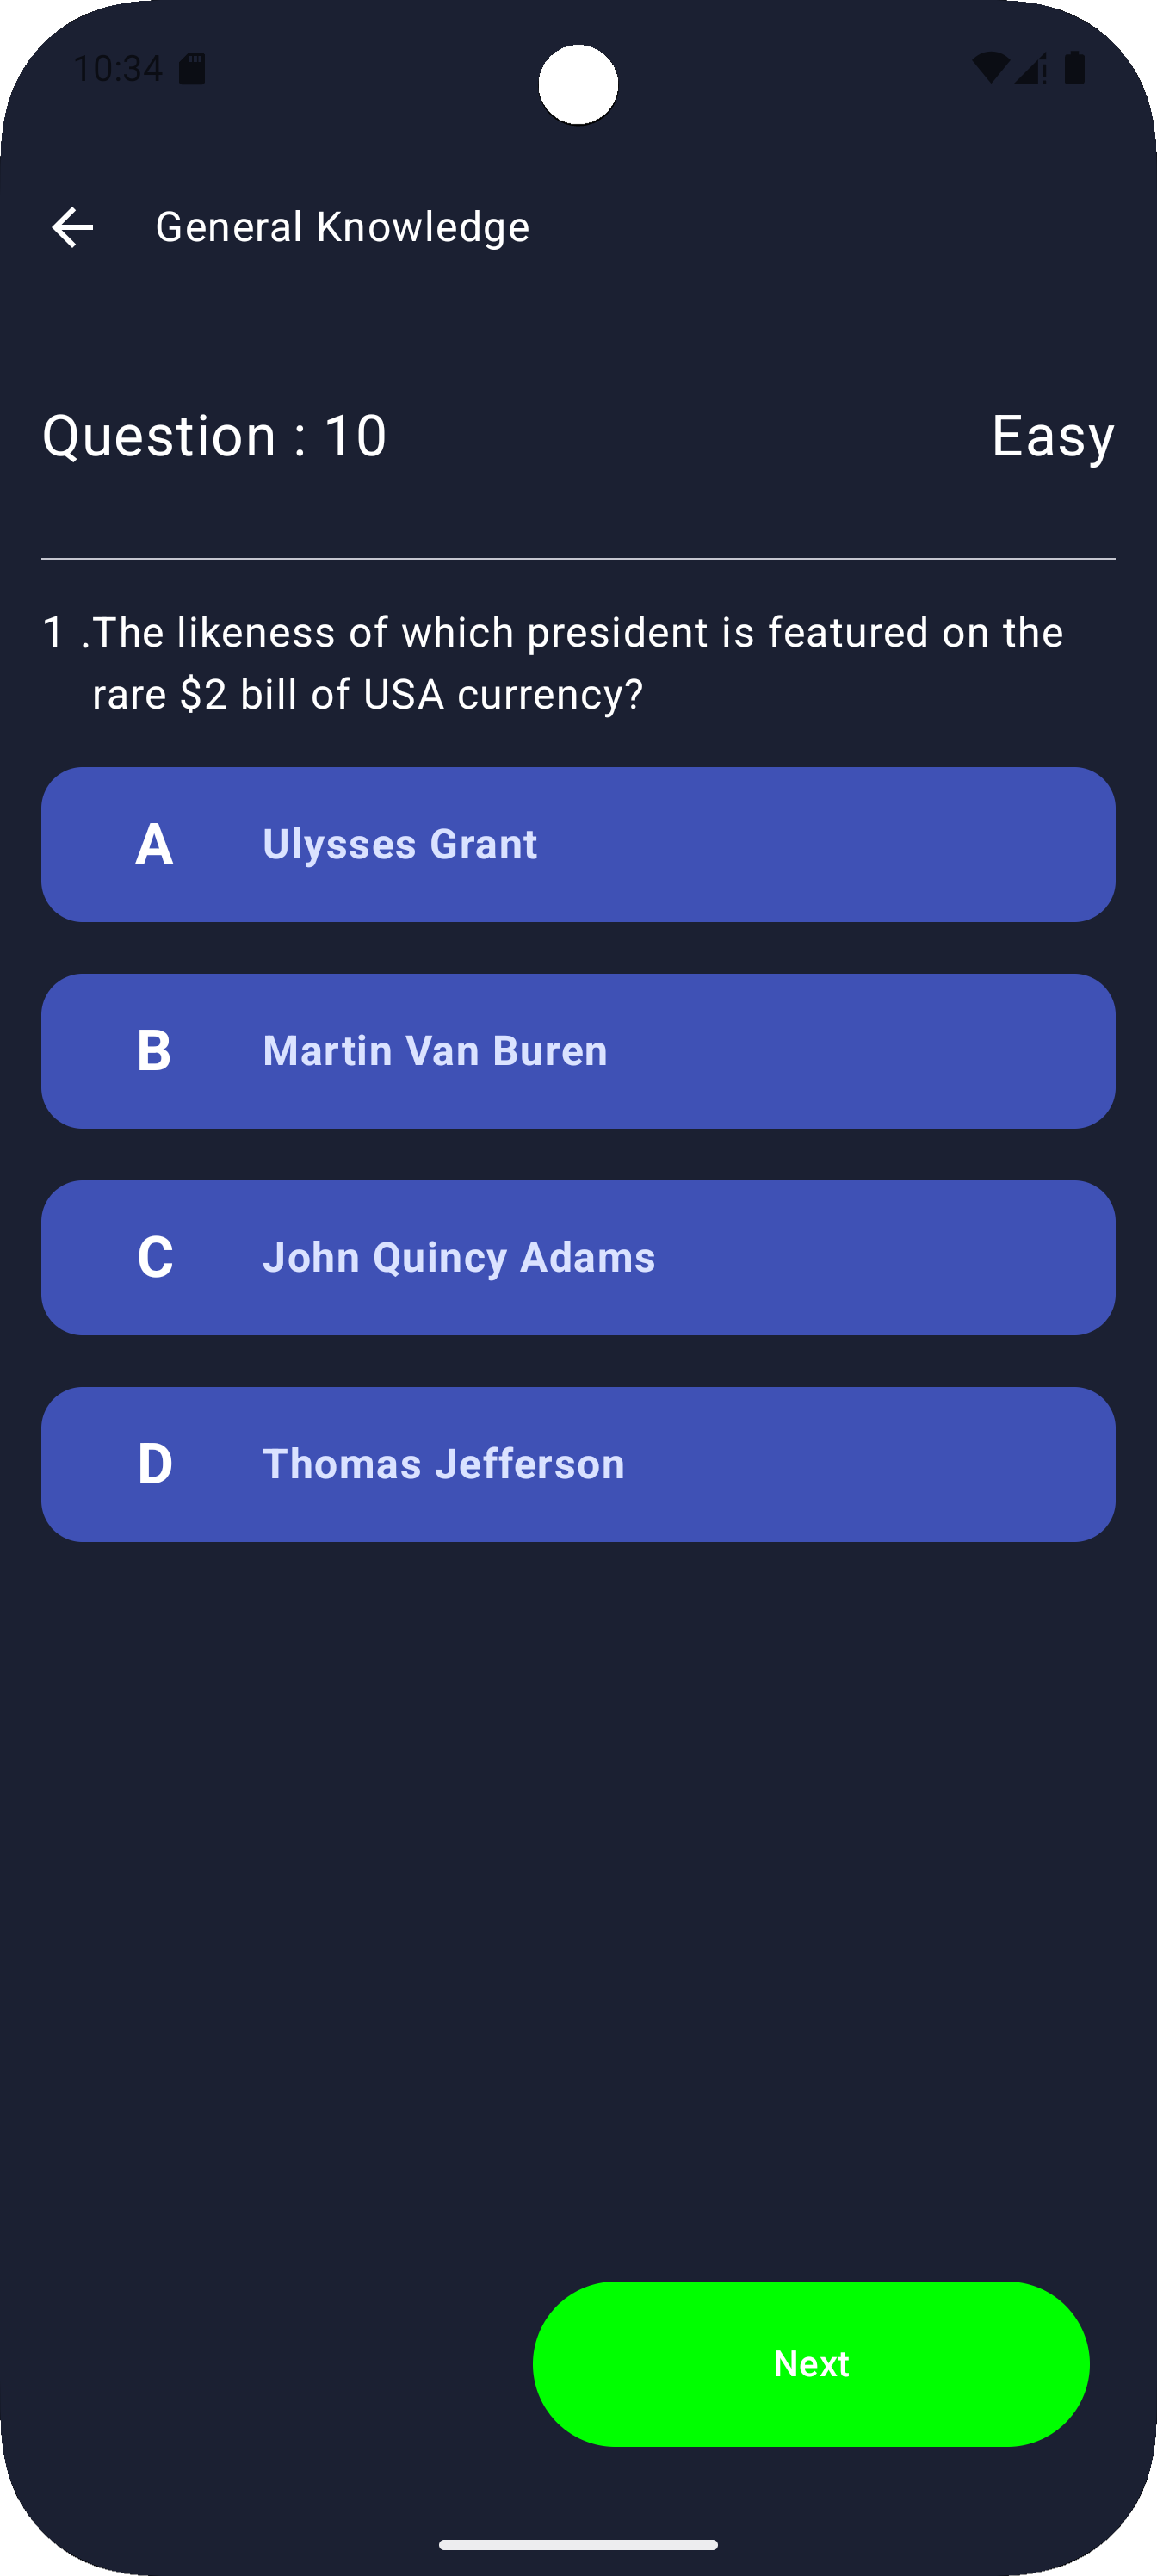 10:34
General Knowledge
Question : 10 Easy
1 .The likeness of which president is featured on the
rare $2 bill of USA currency?
A Ulysses Grant
B Martin Van Buren
C John Quincy Adams
D Thomas Jefferson
Next